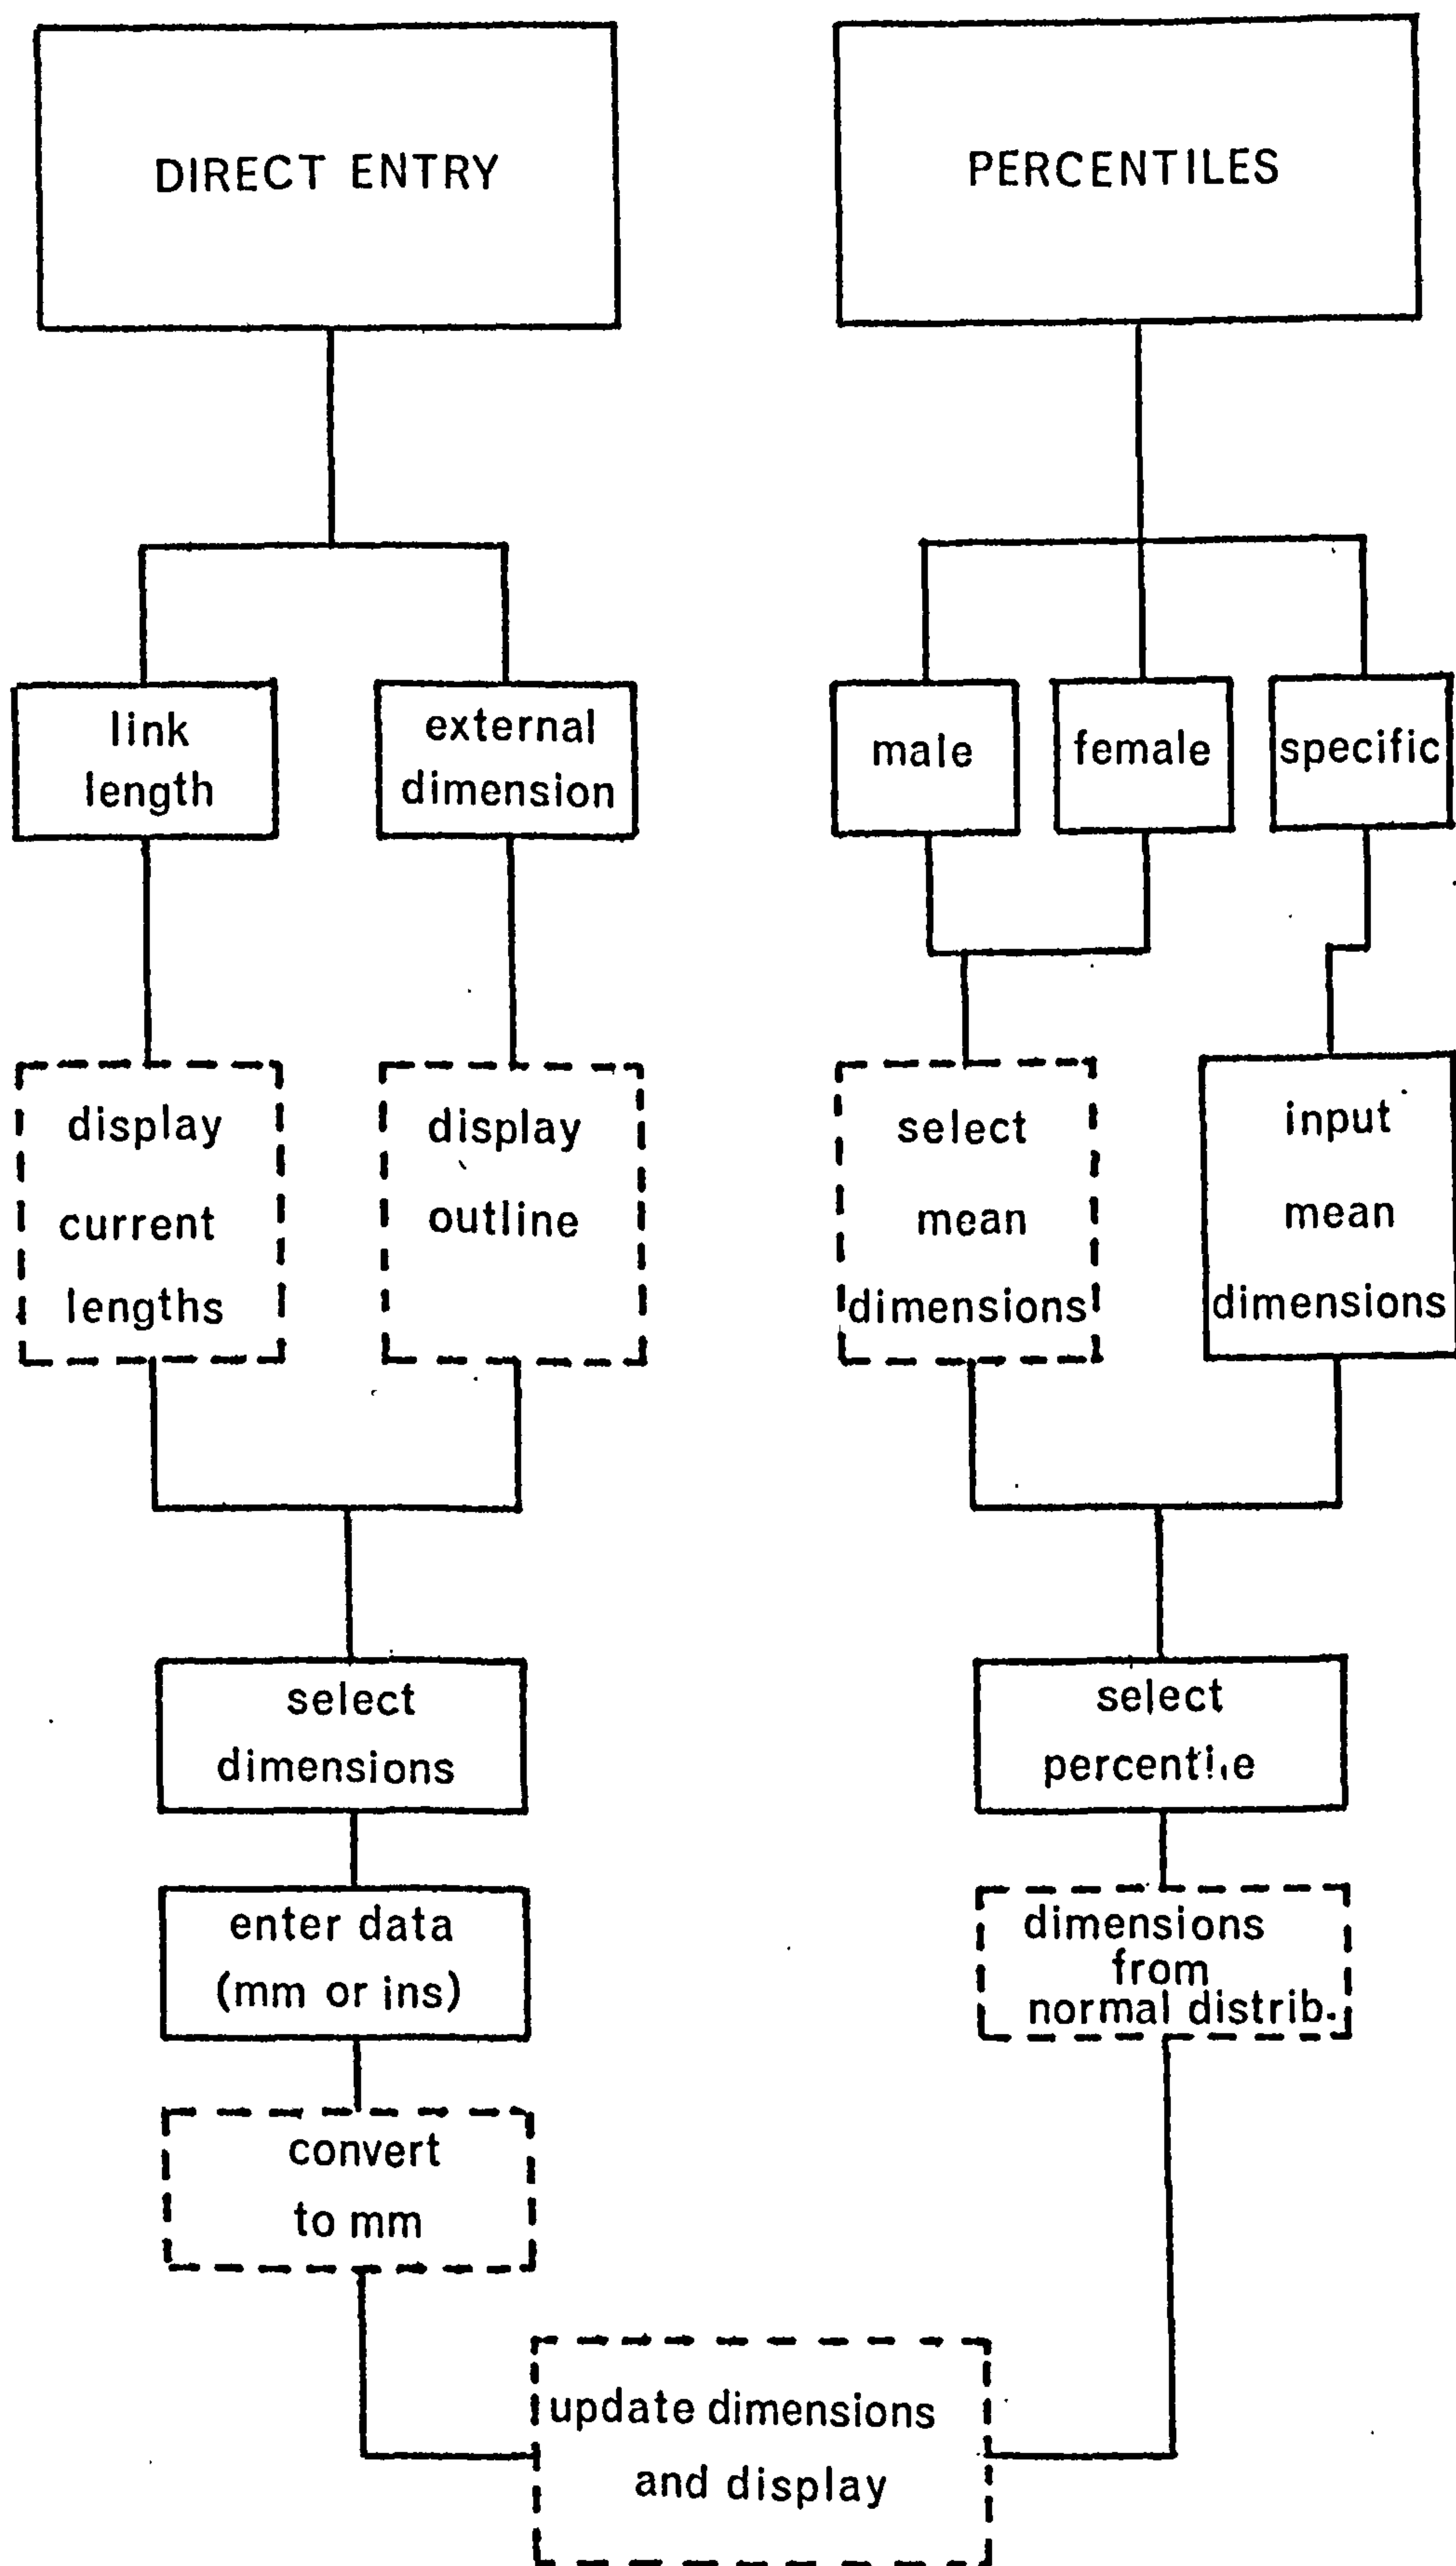 DIRECT ENTRY
PERCENTILES
link
length
external
dimension
male
female
specific
display
current
lengths
display
outline
select
mean
dimensions
input
mean
dimensions
select
dimensions
select
percentile
enter data
(mm or ins)
dimensions
from
normal distrib.
convert
to mm
update dimensions
and display